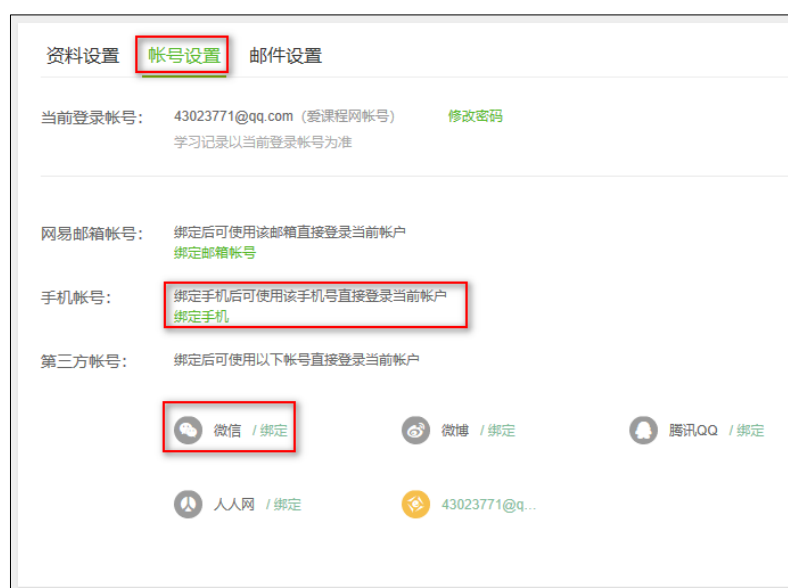 资料设置 帐号设置 邮件设置
当前登录帐号： 43023771@qq.com（爱课程网帐号） 修改密码
学习记录以当前登录帐号为准
网易邮箱帐号： 绑定后可使用该邮箱直接登录当前帐户
绑定邮箱帐号
手机帐号： 绑定手机后可使用该手机号直接登录当前帐户
绑定手机
第三方帐号： 绑定后可使用以下帐号直接登录当前帐户
微信 / 绑定 微博 / 绑定 腾讯QQ / 绑定
人人网 / 绑定 43023771@q...